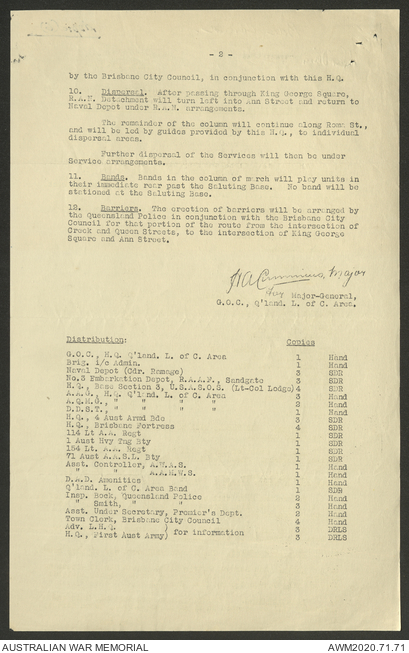 - 2 -
by the Brisbane City Council, in conjunction with this H.Q.
10. Dispersal. After passing through King George Square,
R.A.N. Detachment will turn left into Ann Street and return to
Naval Depot under R.A.N. arrangements.
The remainder of the column will continue along Roma St.,
and will be led by guides provided by this H.Q., to individual
dispersal areas.
Further dispersal of the Services will then be under
Service arrangements.
11. Bands. Bands in the column of march will play units in
their immediate rear past the Saluting Base. No band will be
stationed at the Saluting Base.
12. Barriers. The erection of barriers will be arranged by
the Queensland Police in conjunction with the Brisbane City
Council for that portion of the route from the intersection of
Creek and Queen Streets, to the intersection of King George
Square and Ann Street.
Major
for Major-General,
G.O.C., Q'land. L. of C. Area.
Distribution: Copies
G.O.C., H.Q. Q'land. L. of C. Area 1 Hand
Brig. i/c Admin. 1 Hand
Naval Depot (Cdr. Ramage) 3 SDR
No.3 Embarkation Depot, R.A.A.F., Sandgate 3 SDR
H.Q., Base Section 3, U.S.A.S.O.S. (Lt-Col Lodge) 4 SDR
A.A.G., H.Q. Q'land. L. of C. Area 3 Hand
A.Q.M.G., " " " " 2 Hand
D.D.S.T., " " " " 1 Hand
H.Q., 4 Aust Armd Bde 3 SDR
H.Q., Brisbane Fortress 4 SDR
114 Lt A.A. Regt 1 SDR
1 Aust Hvy Tng Bty 1 SDR
154 Lt. A.A. Regt 1 SDR
71 Aust A.A.S.L. Bty 1 SDR
Asst. Controller, A.W.A.S. 1 Hand
" " A.A.M.W.S. 1 Hand
D.A.D. Amenities 1 Hand
Q'land. L. of C. Area Band 1 SDR
Insp. Bock, Queensland Police 2 Hand
" Smith, " " 3 Hand
Asst. Under Secretary, Premier's Dept. 2 Hand
Town Clerk, Brisbane City Council 4 Hand
Adv. L.H.Q. ) for information 3 DRLS
H.Q., First Aust Army) 3 DRLS
AUSTRALIAN WAR MEMORIAL AWM2020.71.71